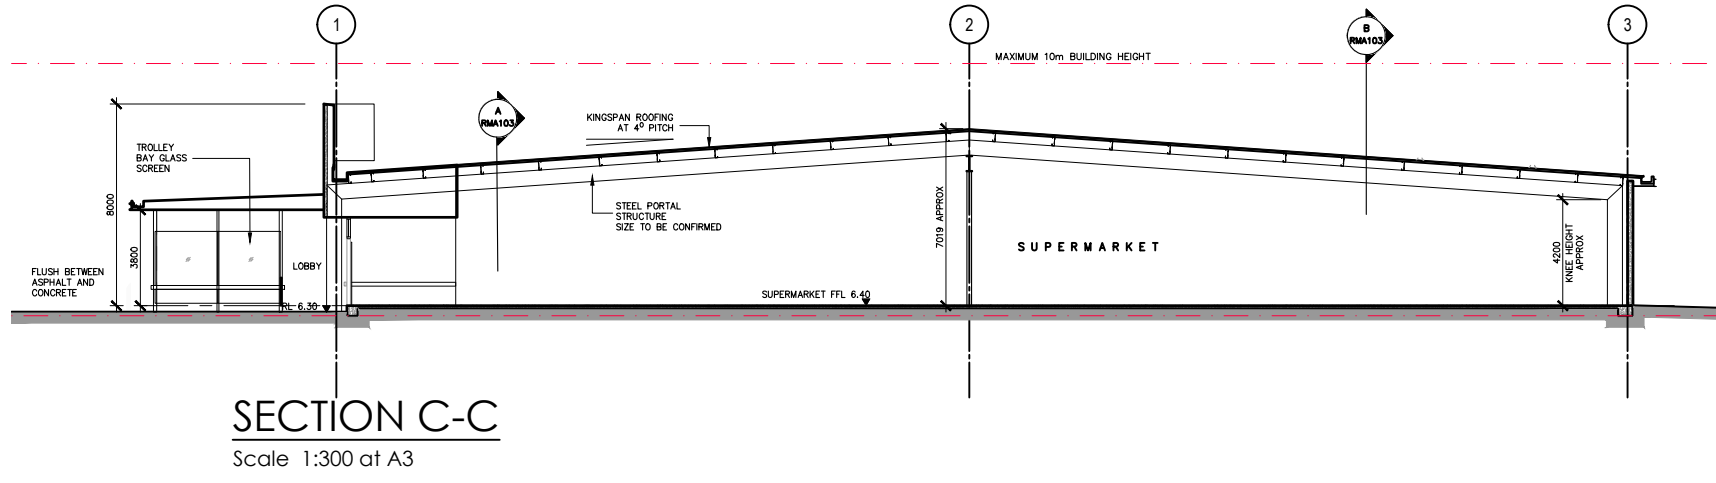 1
2
3
B
RMA103
MAXIMUM 10m BUILDING HEIGHT
A
RMA103
KINGSPAN ROOFING
AT 4° PITCH
TROLLEY
BAY GLASS
SCREEN
8000
3800
STEEL PORTAL
STRUCTURE
SIZE TO BE CONFIRMED
7019 APPROX
SUPERMARKET
4200
KNEE HEIGHT
APPROX
LOBBY
FLUSH BETWEEN
ASPHALT AND
CONCRETE
RL 6.30
SUPERMARKET FFL 6.40
SECTION C-C
Scale 1:300 at A3